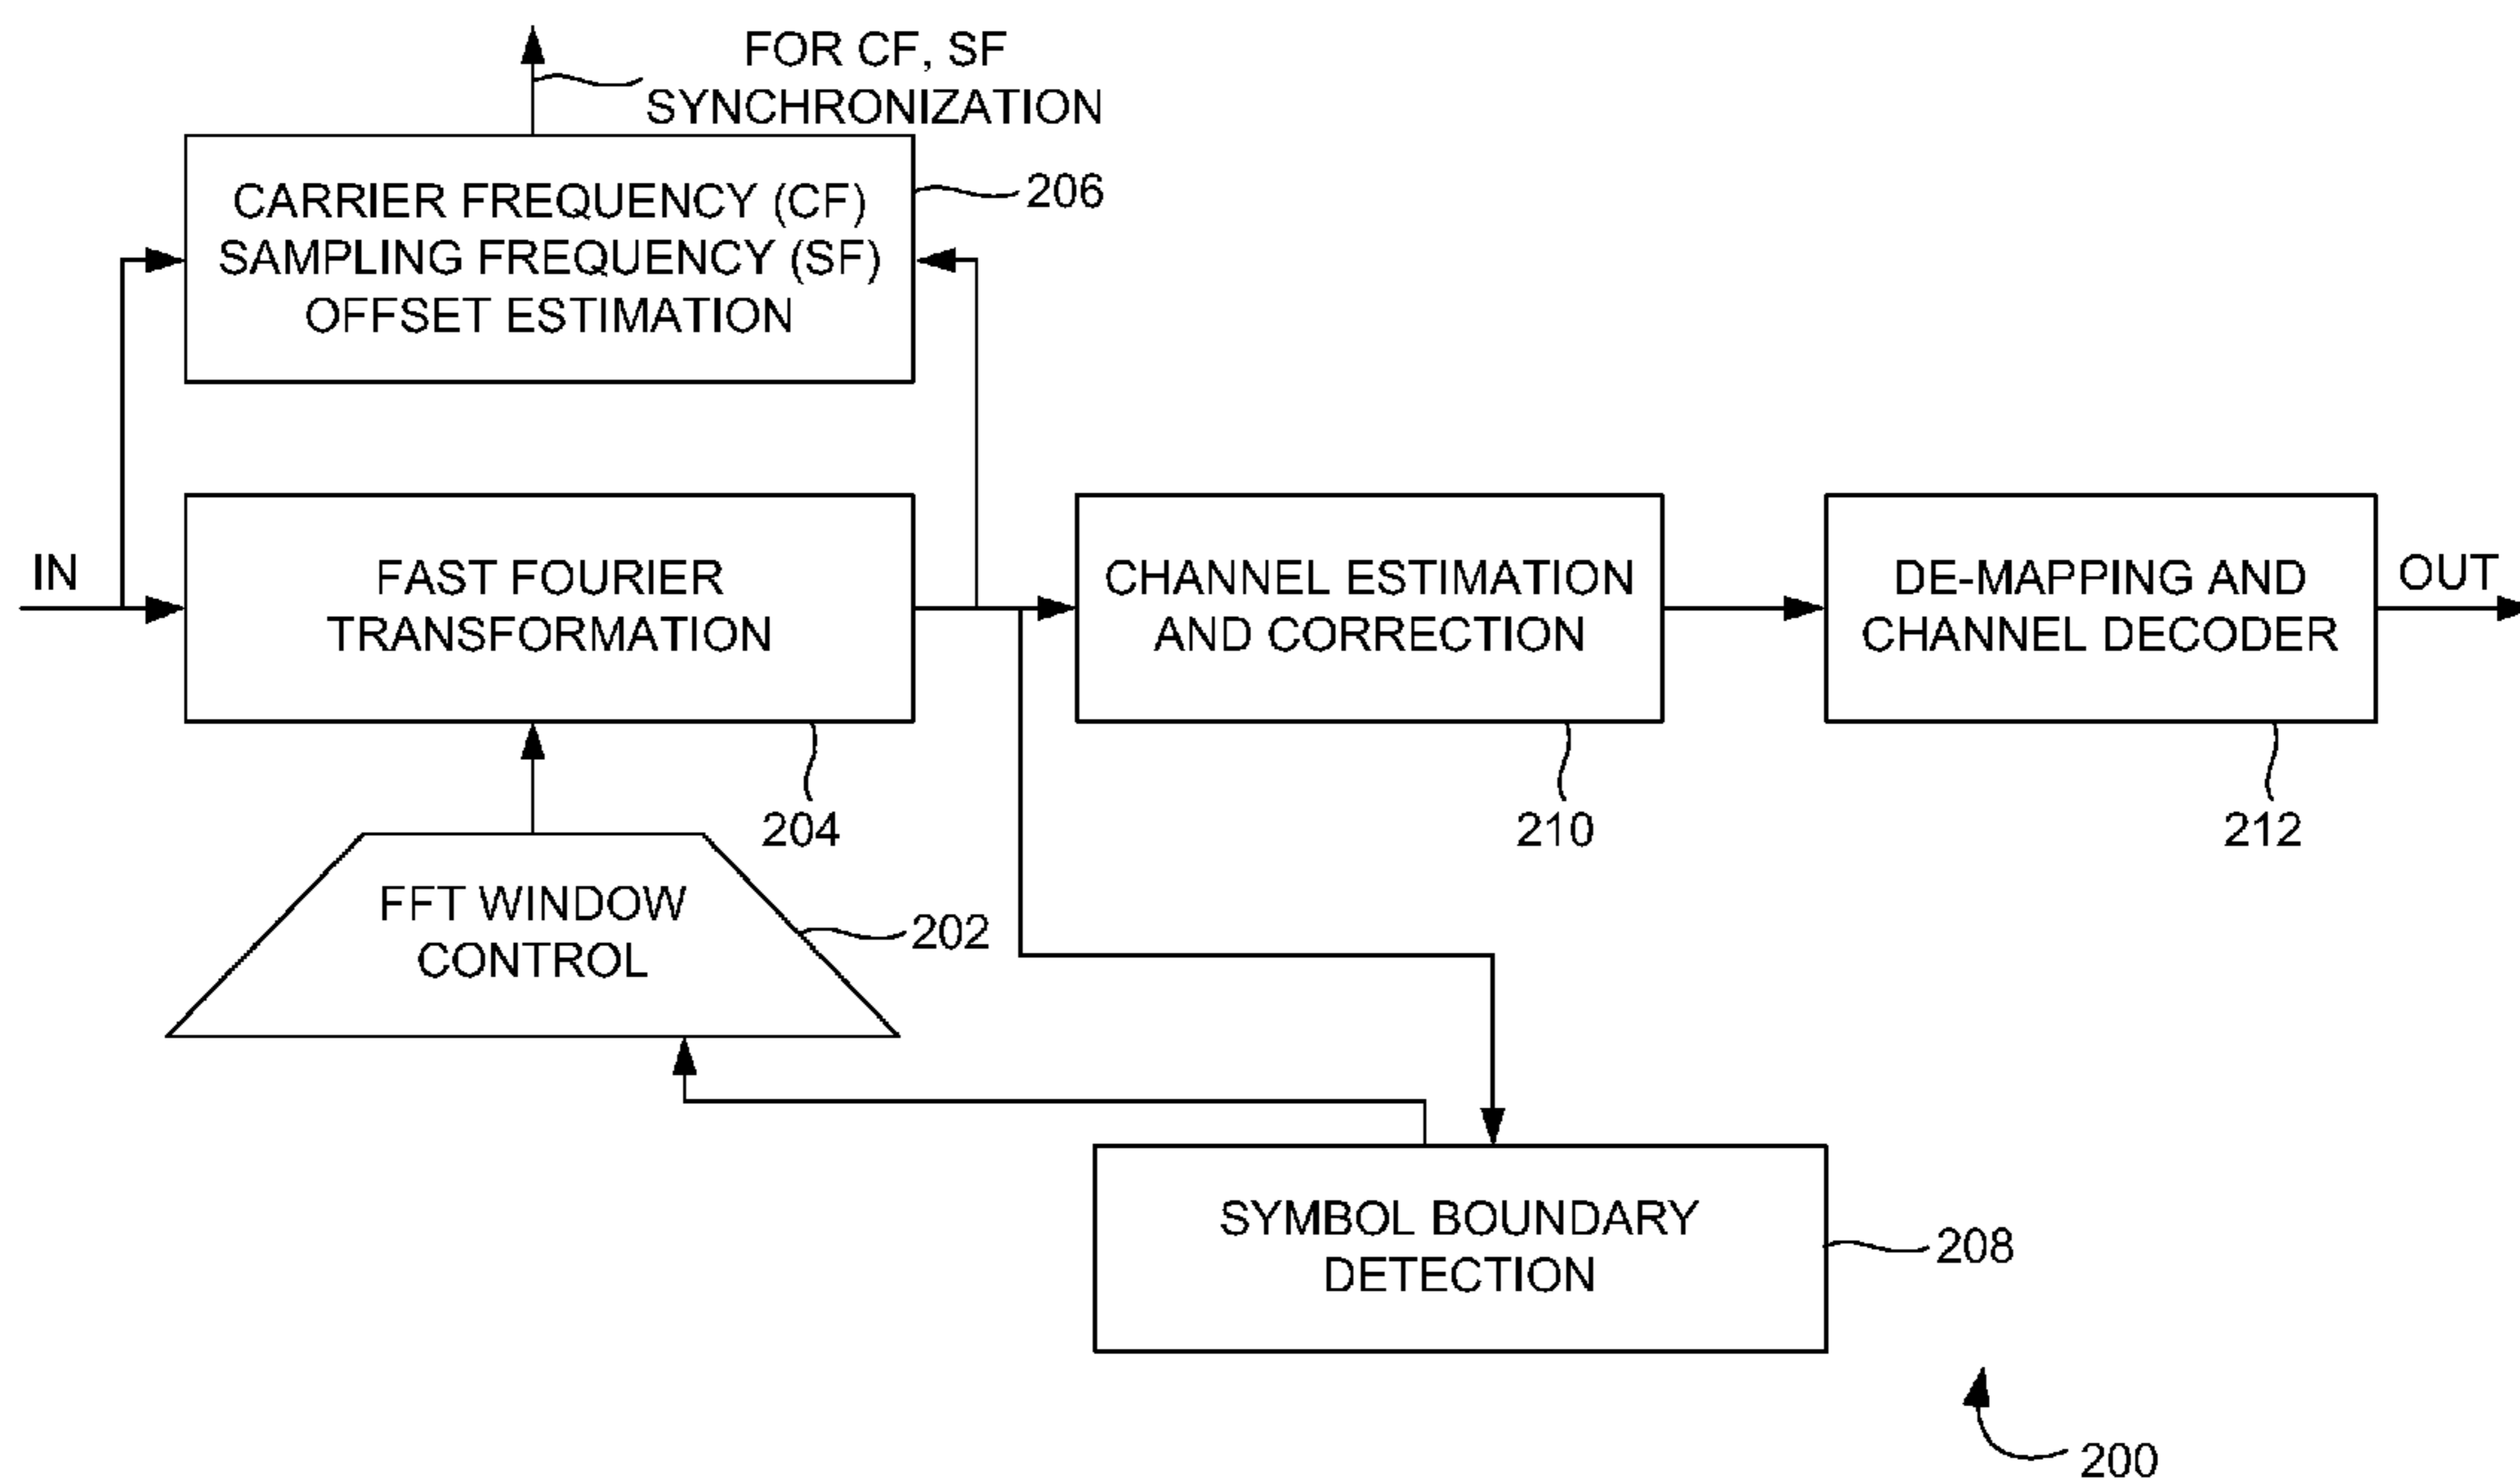 FOR CF, SF
SYNCHRONIZATION
CARRIER FREQUENCY (CF)
SAMPLING FREQUENCY (SF)
OFFSET ESTIMATION
206
IN
FAST FOURIER
TRANSFORMATION
204
CHANNEL ESTIMATION
AND CORRECTION
210
DE-MAPPING AND
CHANNEL DECODER
212
OUT
FFT WINDOW
CONTROL
202
SYMBOL BOUNDARY
DETECTION
208
200